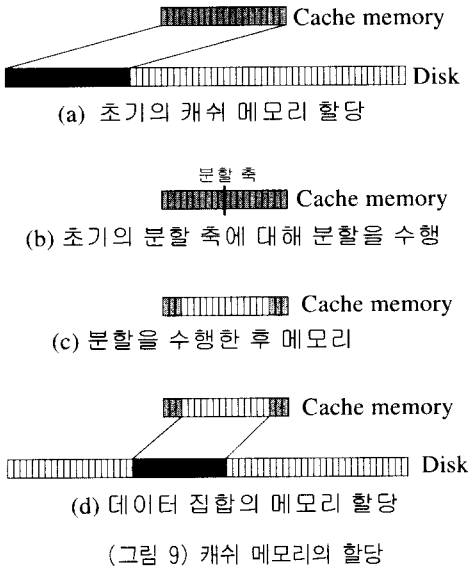 Cache memory
Disk
(a) 초기의 캐쉬 메모리 할당
분할 축
Cache memory
(b) 초기의 분할 축에 대해 분할을 수행
Cache memory
(c) 분할을 수행한 후 메모리
Cache memory
Disk
(d) 데이터 집합의 메모리 할당
(그림 9) 캐쉬 메모리의 할당